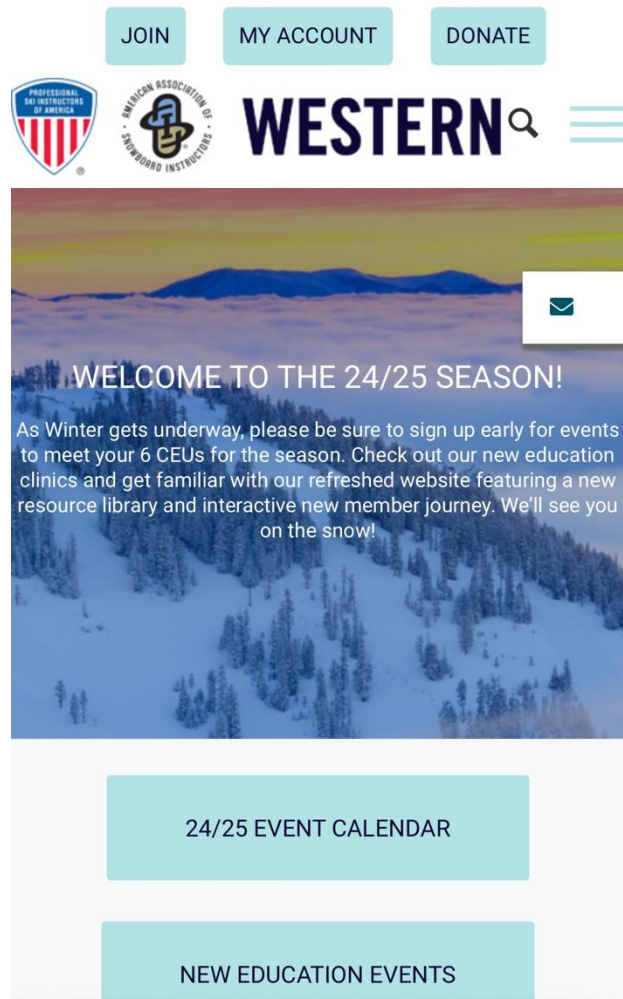 JOIN
MY ACCOUNT
DONATE
PROFESSIONAL
SKI INSTRUCTORS
OF AMERICA
®
AMERICAN ASSOCIATION OF
SNOWBOARD INSTRUCTORS
WESTERN
WELCOME TO THE 24/25 SEASON!
As Winter gets underway, please be sure to sign up early for events
to meet your 6 CEUs for the season. Check out our new education
clinics and get familiar with our refreshed website featuring a new
resource library and interactive new member journey. We'll see you
on the snow!
24/25 EVENT CALENDAR
NEW EDUCATION EVENTS